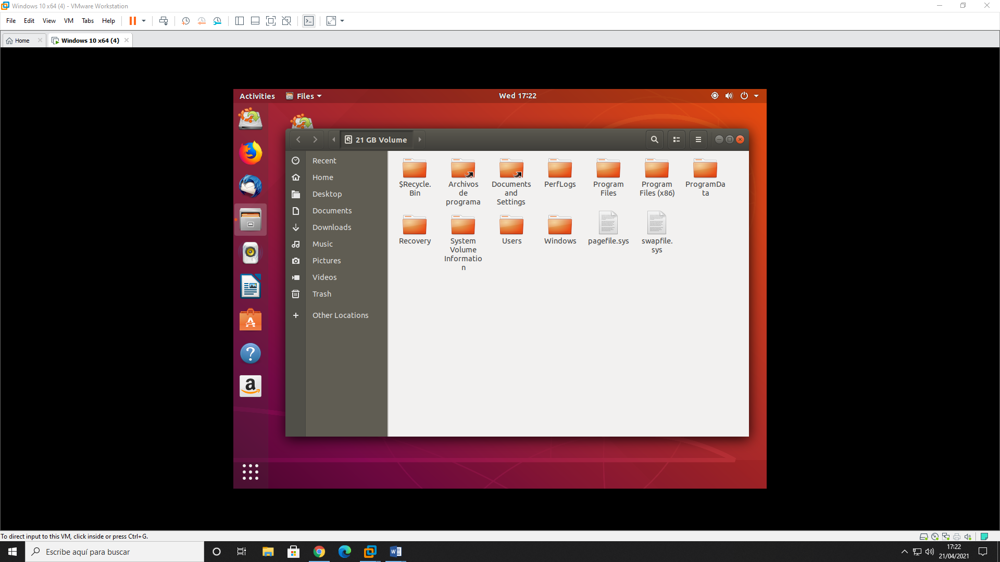 Windows 10 x64 (4) - VMware Workstation
File Edit View VM Tabs Help
Home
Windows 10 x64 (4)
Activities Files Wed 17:22
21 GB Volume
Recent
Home
Desktop
Documents
Downloads
Music
Pictures
Videos
Trash
Other Locations
$Recycle.
Bin
Archivos
de
programa
Documents
and
Settings
PerfLogs
Program
Files
Program
Files (x86)
ProgramDa
ta
Recovery
System
Volume
Informatio
n
Users
Windows
pagefile.sys
swapfile.
sys
To direct input to this VM, click inside or press Ctrl+G.
Escribe aquí para buscar
17:22
21/04/2021